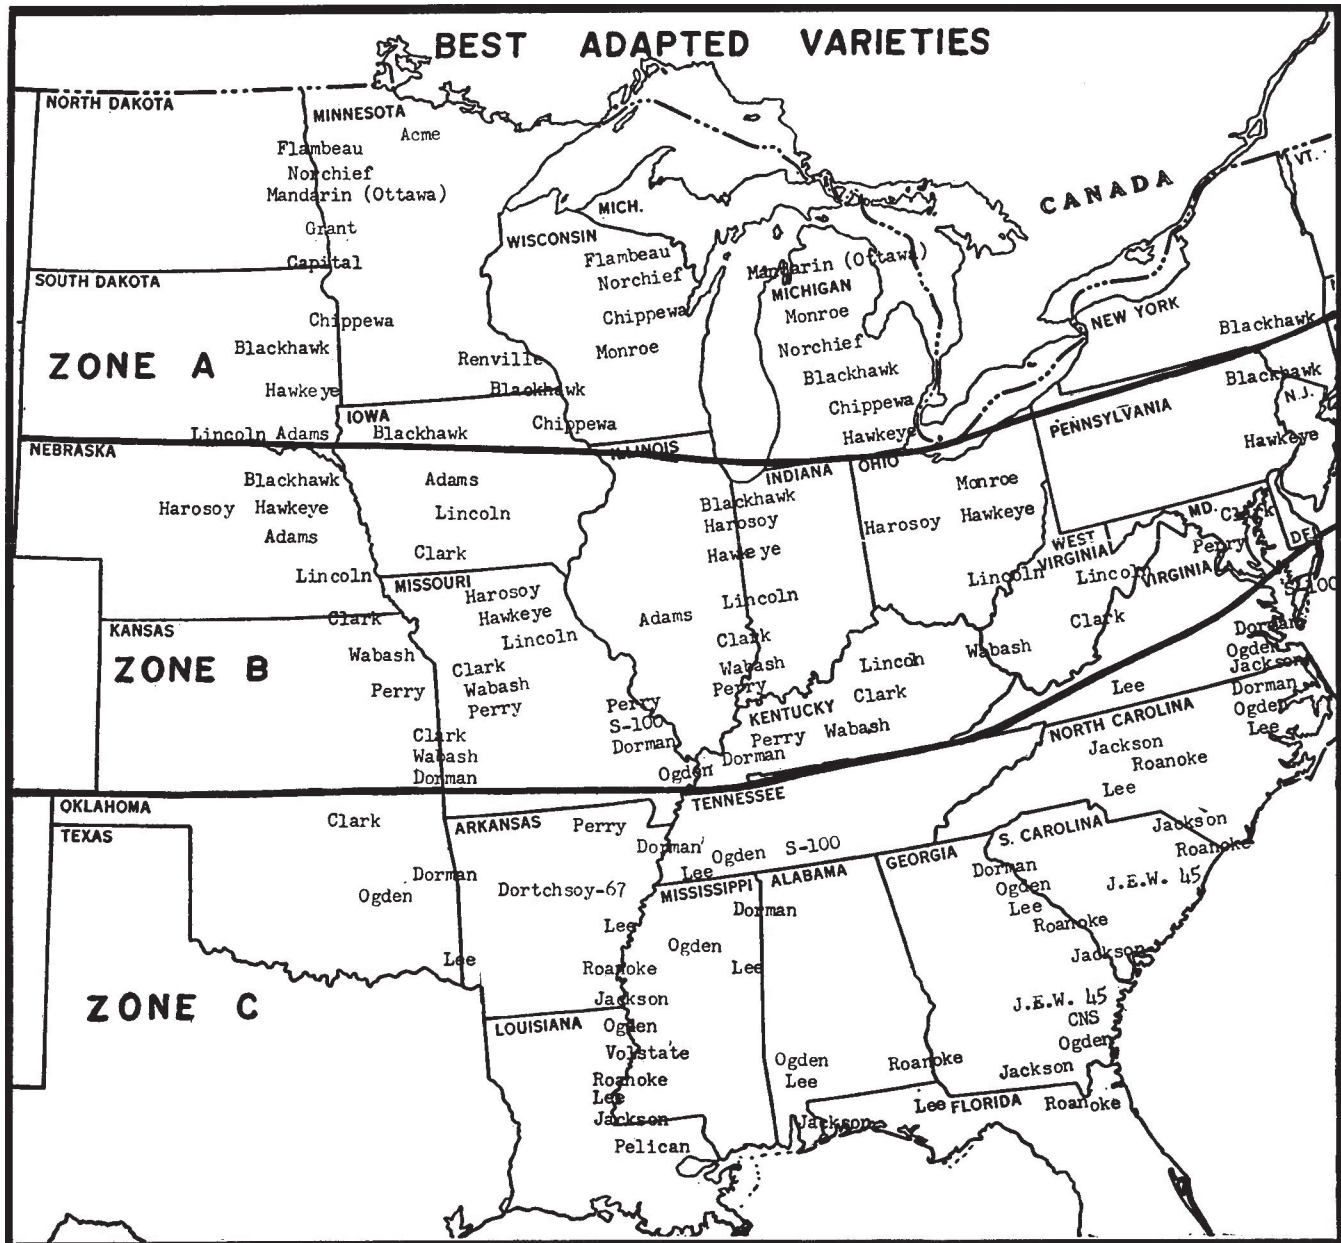 BEST ADAPTED VARIETIES
NORTH DAKOTA
MINNESOTA
Acme
Flambeau
Norchief
Mandarin (Ottawa)
Grant
Capital
SOUTH DAKOTA
Chippewa
Blackhawk
Renville
ZONE A
Hawkeye
Blackhawk
IOWA
Chippewa
Lincoln Adams
Blackhawk
MICH.
WISCONSIN
Flambeau
Norchief
Chippewa
Monroe
Mandarin (Ottawa)
MICHIGAN
Monroe
Norchief
Blackhawk
Chippewa
Hawkeye
CANADA
VT.
NEW YORK
Blackhawk
Blackhawk
N.J.
PENNSYLVANIA
Hawkeye
NEBRASKA
Blackhawk
Harosoy Hawkeye
Adams
Lincoln
Adams
Lincoln
Clark
ILLINOIS
INDIANA
OHIO
Blackhawk
Harosoy
Hawkeye
Lincoln
Adams
Clark
Wabash
Perry
Perry
S-100
Dorman
Ogden
Monroe
Harosoy Hawkeye
Lincoln
MD.
Clark
DEL
WEST VIRGINIA
Perry
Lincoln
VIRGINIA
S-100
Clark
Wabash
MISSOURI
Harosoy
Hawkeye
Lincoln
Clark
Wabash
Perry
KANSAS
Clark
Wabash
ZONE B
Perry
Clark
Wabash
Dorman
Lincoln
Clark
KENTUCKY
Perry Wabash
Dorman
Dorman
Ogden
Jackson
Lee
Dorman
Ogden
Lee
NORTH CAROLINA
Jackson
Roanoke
Lee
OKLAHOMA
TEXAS
Clark
Dorman
Ogden
Lee
ARKANSAS
Perry
Dorman
Dortchsoy-67
Lee
Roanoke
Jackson
TENNESSEE
Ogden S-100
Lee
MISSISSIPPI
ALABAMA
GEORGIA
S. CAROLINA
Jackson
Roanoke
J.E.W. 45
Dorman
Ogden
Lee
Roanoke
Jackson
Dorman
Ogden
Lee
ZONE C
J.E.W. 45
CNS
Ogden
LOUISIANA
Ogden
Volstate
Roanoke
Lee
Jackson
Pelican
Ogden
Lee
Roanoke
Jackson
Lee
FLORIDA
Roanoke
Jackson